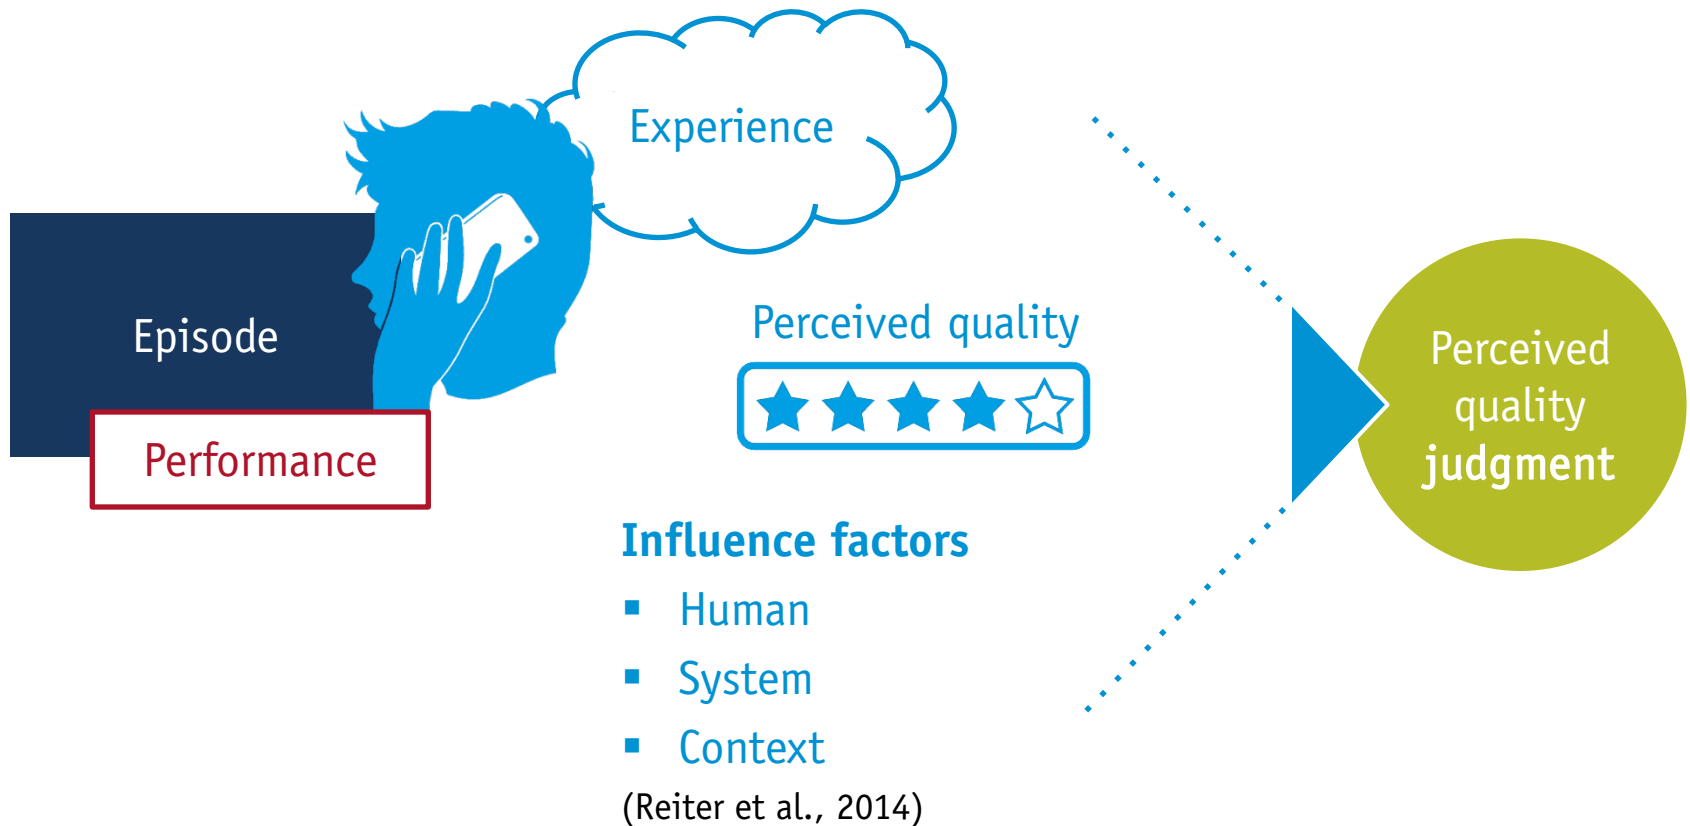 Experience
Episode
Performance
Perceived quality
Influence factors
▪ Human
▪ System
▪ Context
(Reiter et al., 2014)
Perceived
quality
judgment